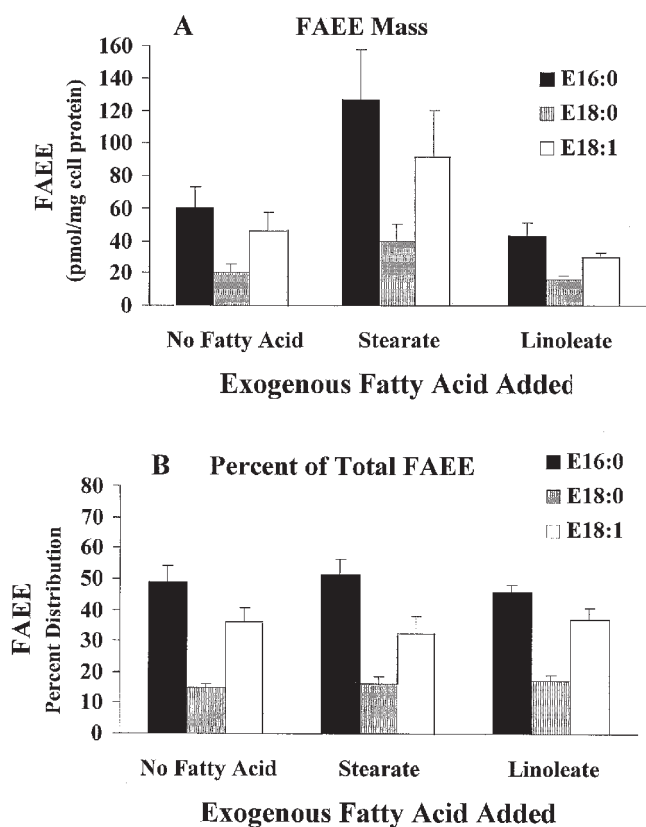 A FAEE Mass
FAEE
(pmol/mg cell protein)
160
140
120
100
80
60
40
20
0
E16:0
E18:0
E18:1
No Fatty Acid Stearate Linoleate
Exogenous Fatty Acid Added
B Percent of Total FAEE
FAEE
Percent Distribution
80
70
60
50
40
30
20
10
0
E16:0
E18:0
E18:1
No Fatty Acid Stearate Linoleate
Exogenous Fatty Acid Added